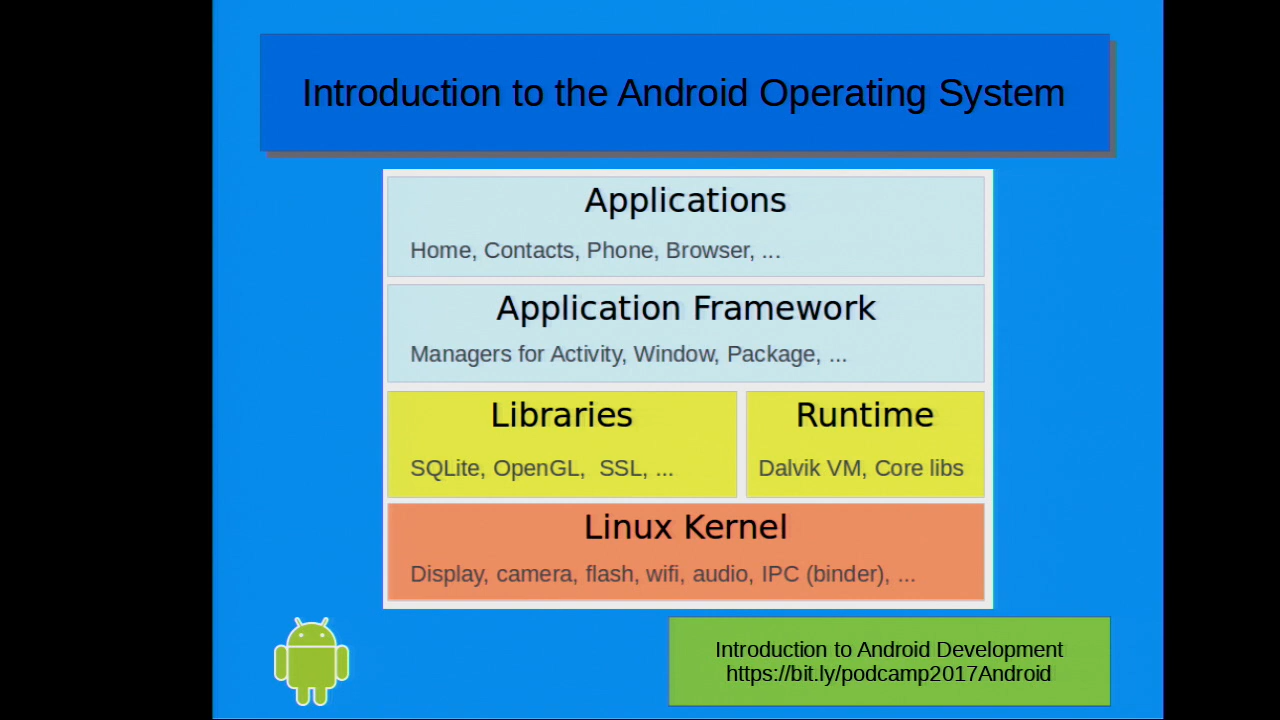 Introduction to the Android Operating System
Applications
Home, Contacts, Phone, Browser, ...
Application Framework
Managers for Activity, Window, Package, ...
Libraries
SQLite, OpenGL, SSL, ...
Runtime
Dalvik VM, Core libs
Linux Kernel
Display, camera, flash, wifi, audio, IPC (binder), ...
Introduction to Android Development
https://bit.ly/podcamp2017Android